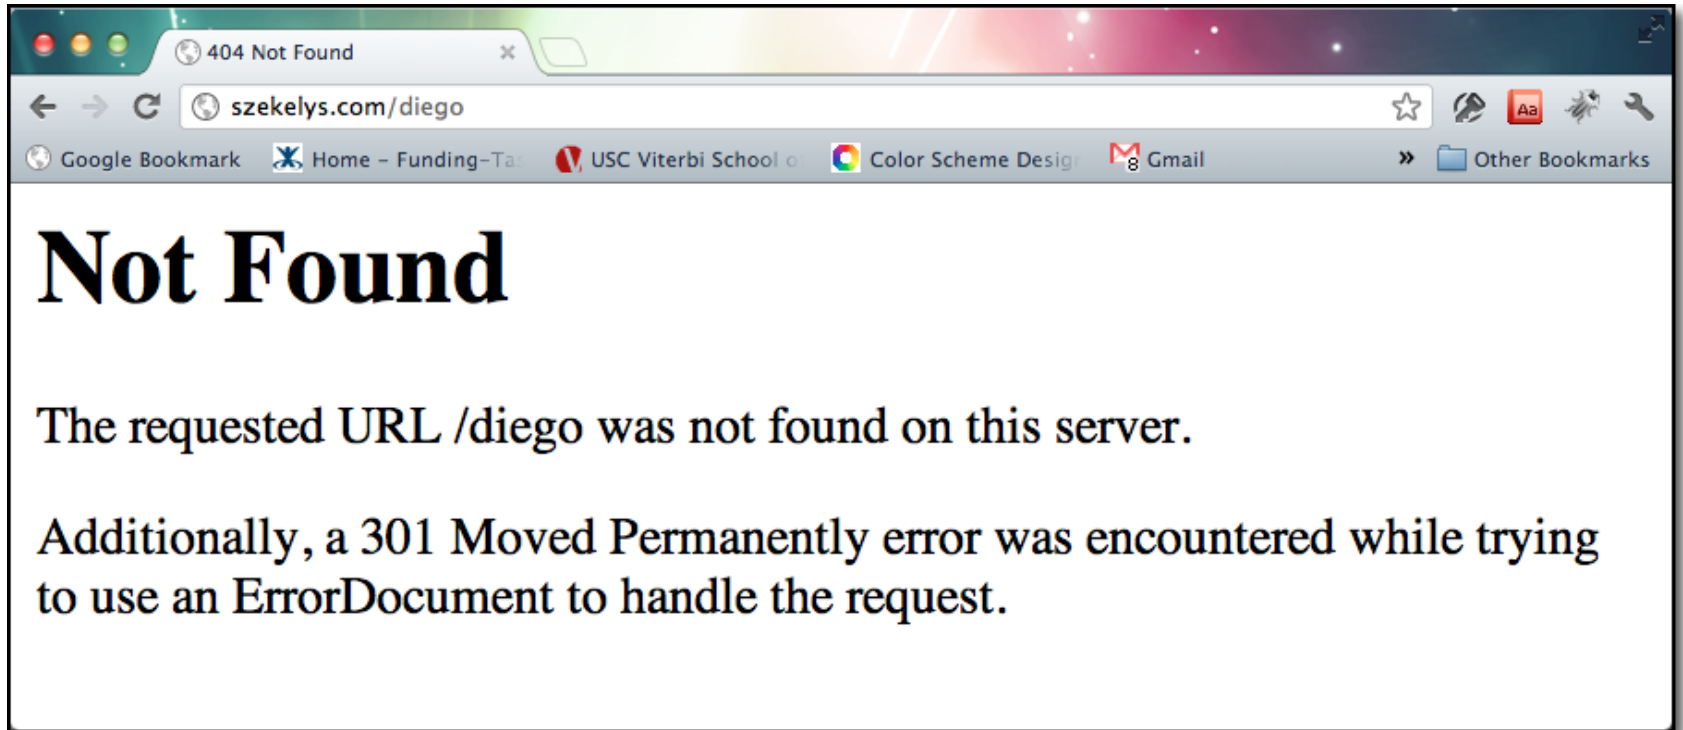 404 Not Found
szekelys.com/diego
Google Bookmark Home - Funding-Tas USC Viterbi School o Color Scheme Desig 8 Gmail » Other Bookmarks
Aa
Not Found
The requested URL /diego was not found on this server.
Additionally, a 301 Moved Permanently error was encountered while trying
to use an ErrorDocument to handle the request.